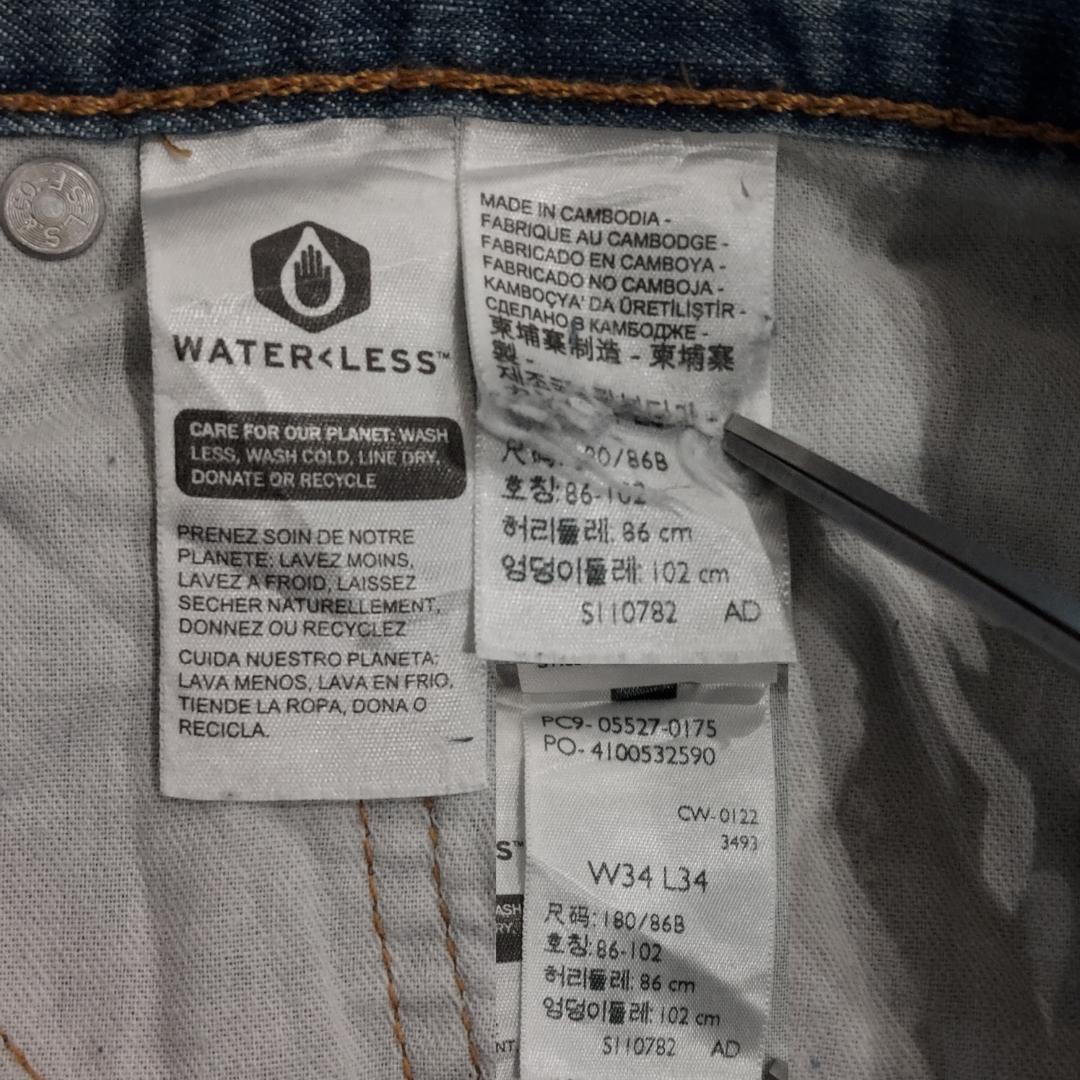 WATER<LESS™
CARE FOR OUR PLANET: WASH
LESS, WASH COLD, LINE DRY,
DONATE OR RECYCLE
PRENEZ SOIN DE NOTRE
PLANETE: LAVEZ MOINS,
LAVEZ A FROID, LAISSEZ
SECHER NATURELLEMENT,
DONNEZ OU RECYCLEZ
CUIDA NUESTRO PLANETA:
LAVA MENOS, LAVA EN FRIO,
TIENDE LA ROPA, DONA O
RECICLA.
MADE IN CAMBODIA -
FABRIQUE AU CAMBODGE -
FABRICADO EN CAMBOYA -
FABRICADO NO CAMBOJA -
KAMBOÇYA' DA ÜRETİLİŞTİR -
СДЕЛАНО В КАМБОДЖЕ -
柬埔寨制造 - 柬埔寨
製 -
尺码:
호칭:86-102
허리둘레: 86 cm
엉덩이둘레: 102 cm
S110782 AD
PC9- 05527-0175
PO- 4100532590
CW-0122
3493
W34 L34
尺码: 180/86B
호칭:86-102
허리둘레: 86 cm
엉덩이둘레: 102 cm
S110782 AD